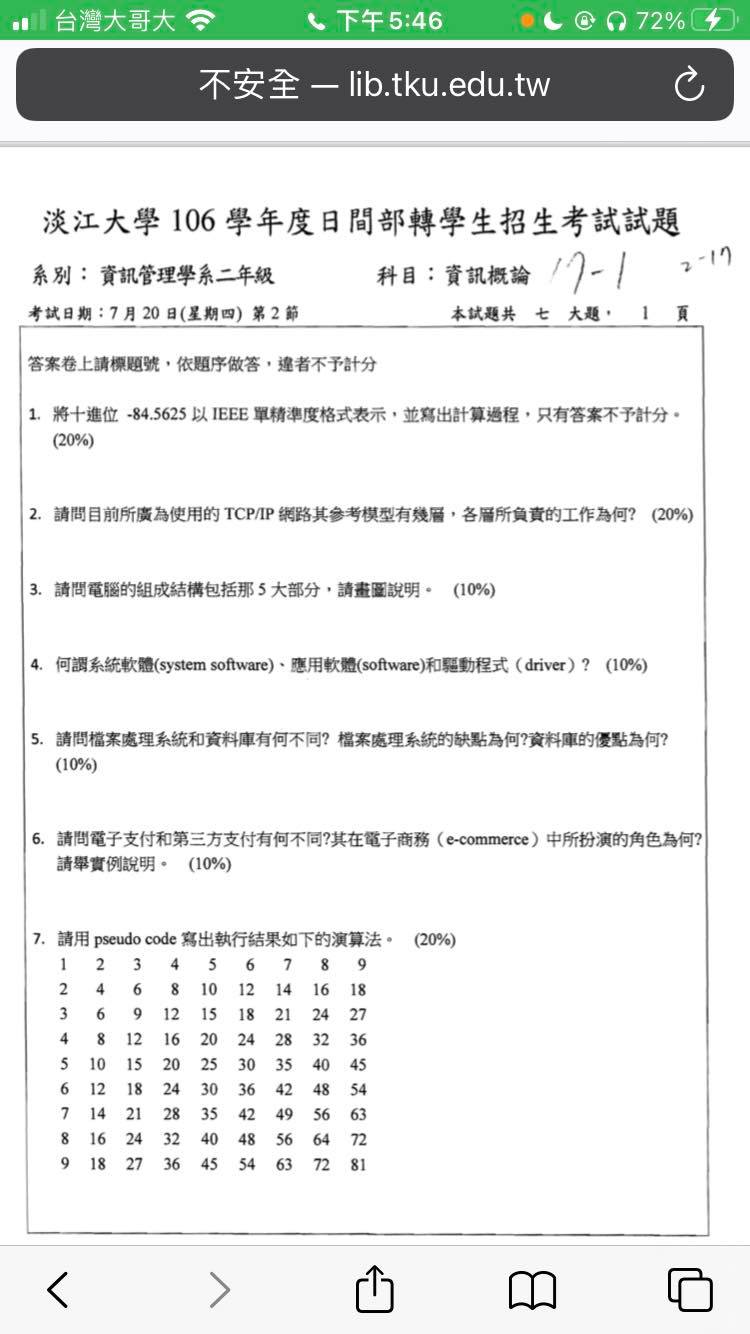 台灣大哥大 下午5:46 72%
不安全 — lib.tku.edu.tw
淡江大學 106 學年度日間部轉學生招生考試試題
系別：資訊管理學系二年級 科目：資訊概論 17-1 2-17
考試日期：7月20日(星期四) 第2節 本試題共 七 大題， 1 頁
答案卷上請標題號，依題序做答，違者不予計分
1. 將十進位 -84.5625 以 IEEE 單精準度格式表示，並寫出計算過程，只有答案不予計分。
(20%)
2. 請問目前所廣為使用的 TCP/IP 網路其參考模型有幾層，各層所負責的工作為何? (20%)
3. 請問電腦的組成結構包括那 5 大部分，請畫圖說明。 (10%)
4. 何謂系統軟體(system software)、應用軟體(software)和驅動程式（driver）? (10%)
5. 請問檔案處理系統和資料庫有何不同? 檔案處理系統的缺點為何?資料庫的優點為何?
(10%)
6. 請問電子支付和第三方支付有何不同?其在電子商務（e-commerce）中所扮演的角色為何?
請舉實例說明。 (10%)
7. 請用 pseudo code 寫出執行結果如下的演算法。 (20%)
1 2 3 4 5 6 7 8 9
2 4 6 8 10 12 14 16 18
3 6 9 12 15 18 21 24 27
4 8 12 16 20 24 28 32 36
5 10 15 20 25 30 35 40 45
6 12 18 24 30 36 42 48 54
7 14 21 28 35 42 49 56 63
8 16 24 32 40 48 56 64 72
9 18 27 36 45 54 63 72 81